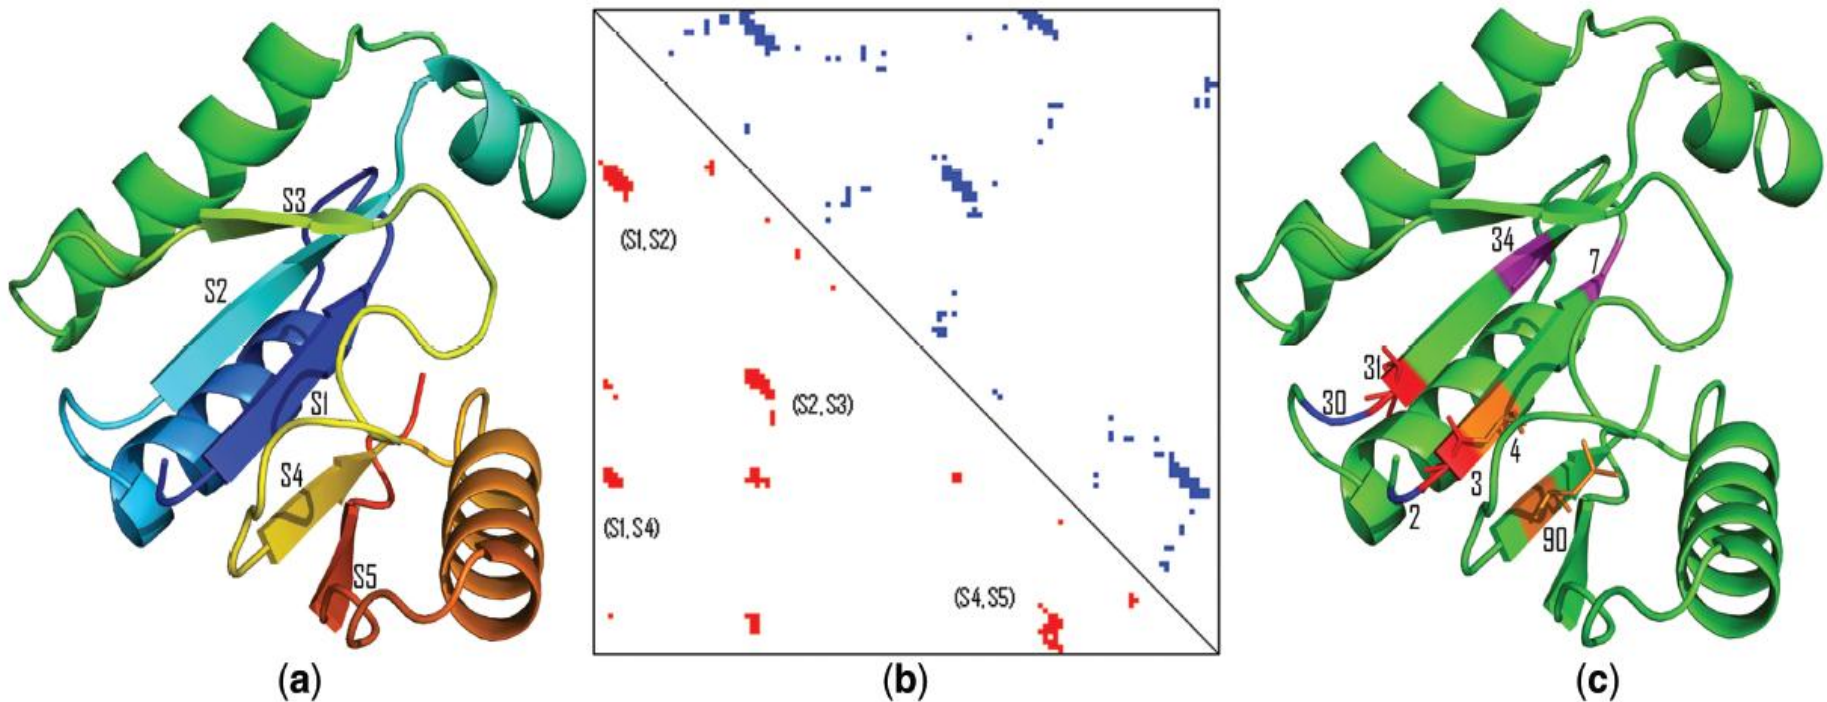 S3
S2
S1
S4
S5
(a)
(S1, S2)
(S2, S3)
(S1, S4)
(S4, S5)
(b)
34
7
31
30
4
3
2
90
(c)